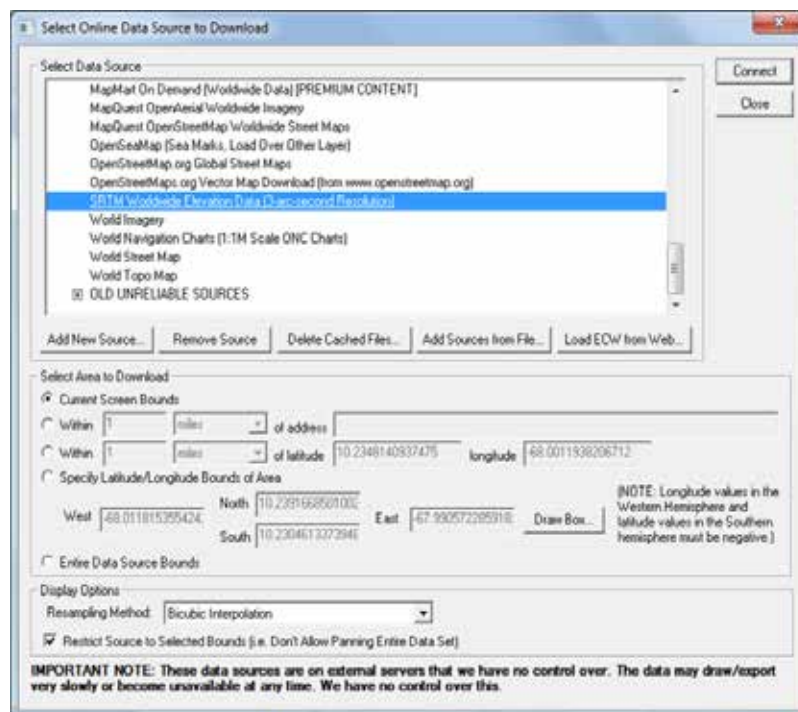 Select Online Data Source to Download
Select Data Source
MapMart On Demand (Worldwide Data) [PREMIUM CONTENT]
MapQuest OpenAerial Worldwide Imagery
MapQuest OpenStreetMap Worldwide Street Maps
OpenSeaMap (Sea Marks, Load Over Other Layer)
OpenStreetMap.org Global Street Maps
OpenStreetMaps.org Vector Map Download (from www.openstreetmap.org)
SRTM Worldwide Elevation Data (3-arc-second Resolution)
World Imagery
World Navigation Charts (1:1M Scale ONC Charts)
World Street Map
World Topo Map
OLD UNRELIABLE SOURCES
Connect
Close
Add New Source... Remove Source Delete Cached Files... Add Sources from File... Load ECW from Web...
Select Area to Download
Current Screen Bounds
Within 1 miles of address
Within 1 miles of latitude 10.2348140937475 longitude -68.0011938206712
Specify Latitude/Longitude Bounds of Area
North
West East Draw Box...
South
(NOTE: Longitude values in the
Western Hemisphere and
latitude values in the Southern
hemisphere must be negative.)
Entire Data Source Bounds
Display Options
Resampling Method: Bicubic Interpolation
Restrict Source to Selected Bounds (i.e. Don't Allow Panning Entire Data Set)
IMPORTANT NOTE: These data sources are on external servers that we have no control over. The data may draw/export
very slowly or become unavailable at any time. We have no control over this.